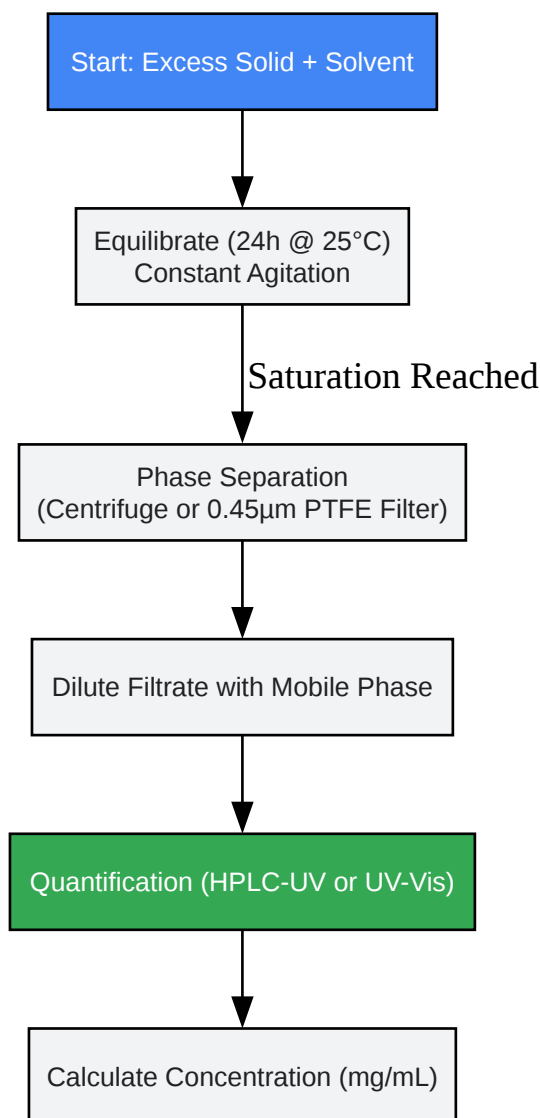 Start: Excess Solid + Solvent
Equilibrate (24h @ 25°C)
Constant Agitation
Saturation Reached
Phase Separation
(Centrifuge or 0.45µm PTFE Filter)
Dilute Filtrate with Mobile Phase
Quantification (HPLC-UV or UV-Vis)
Calculate Concentration (mg/mL)